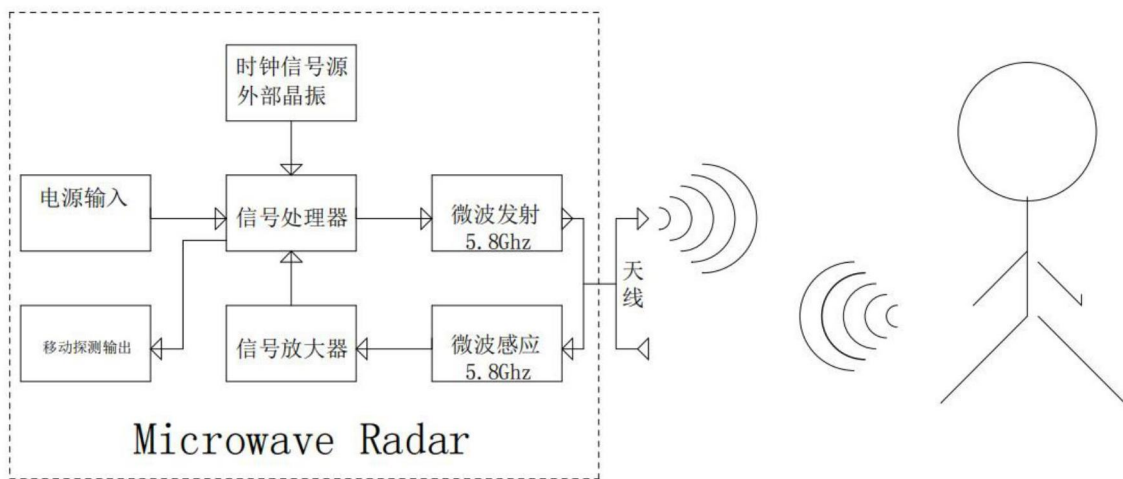 时钟信号源
外部晶振
电源输入
信号处理器
微波发射
5.8Ghz
天
线
移动探测输出
信号放大器
微波感应
5.8Ghz
Microwave Radar